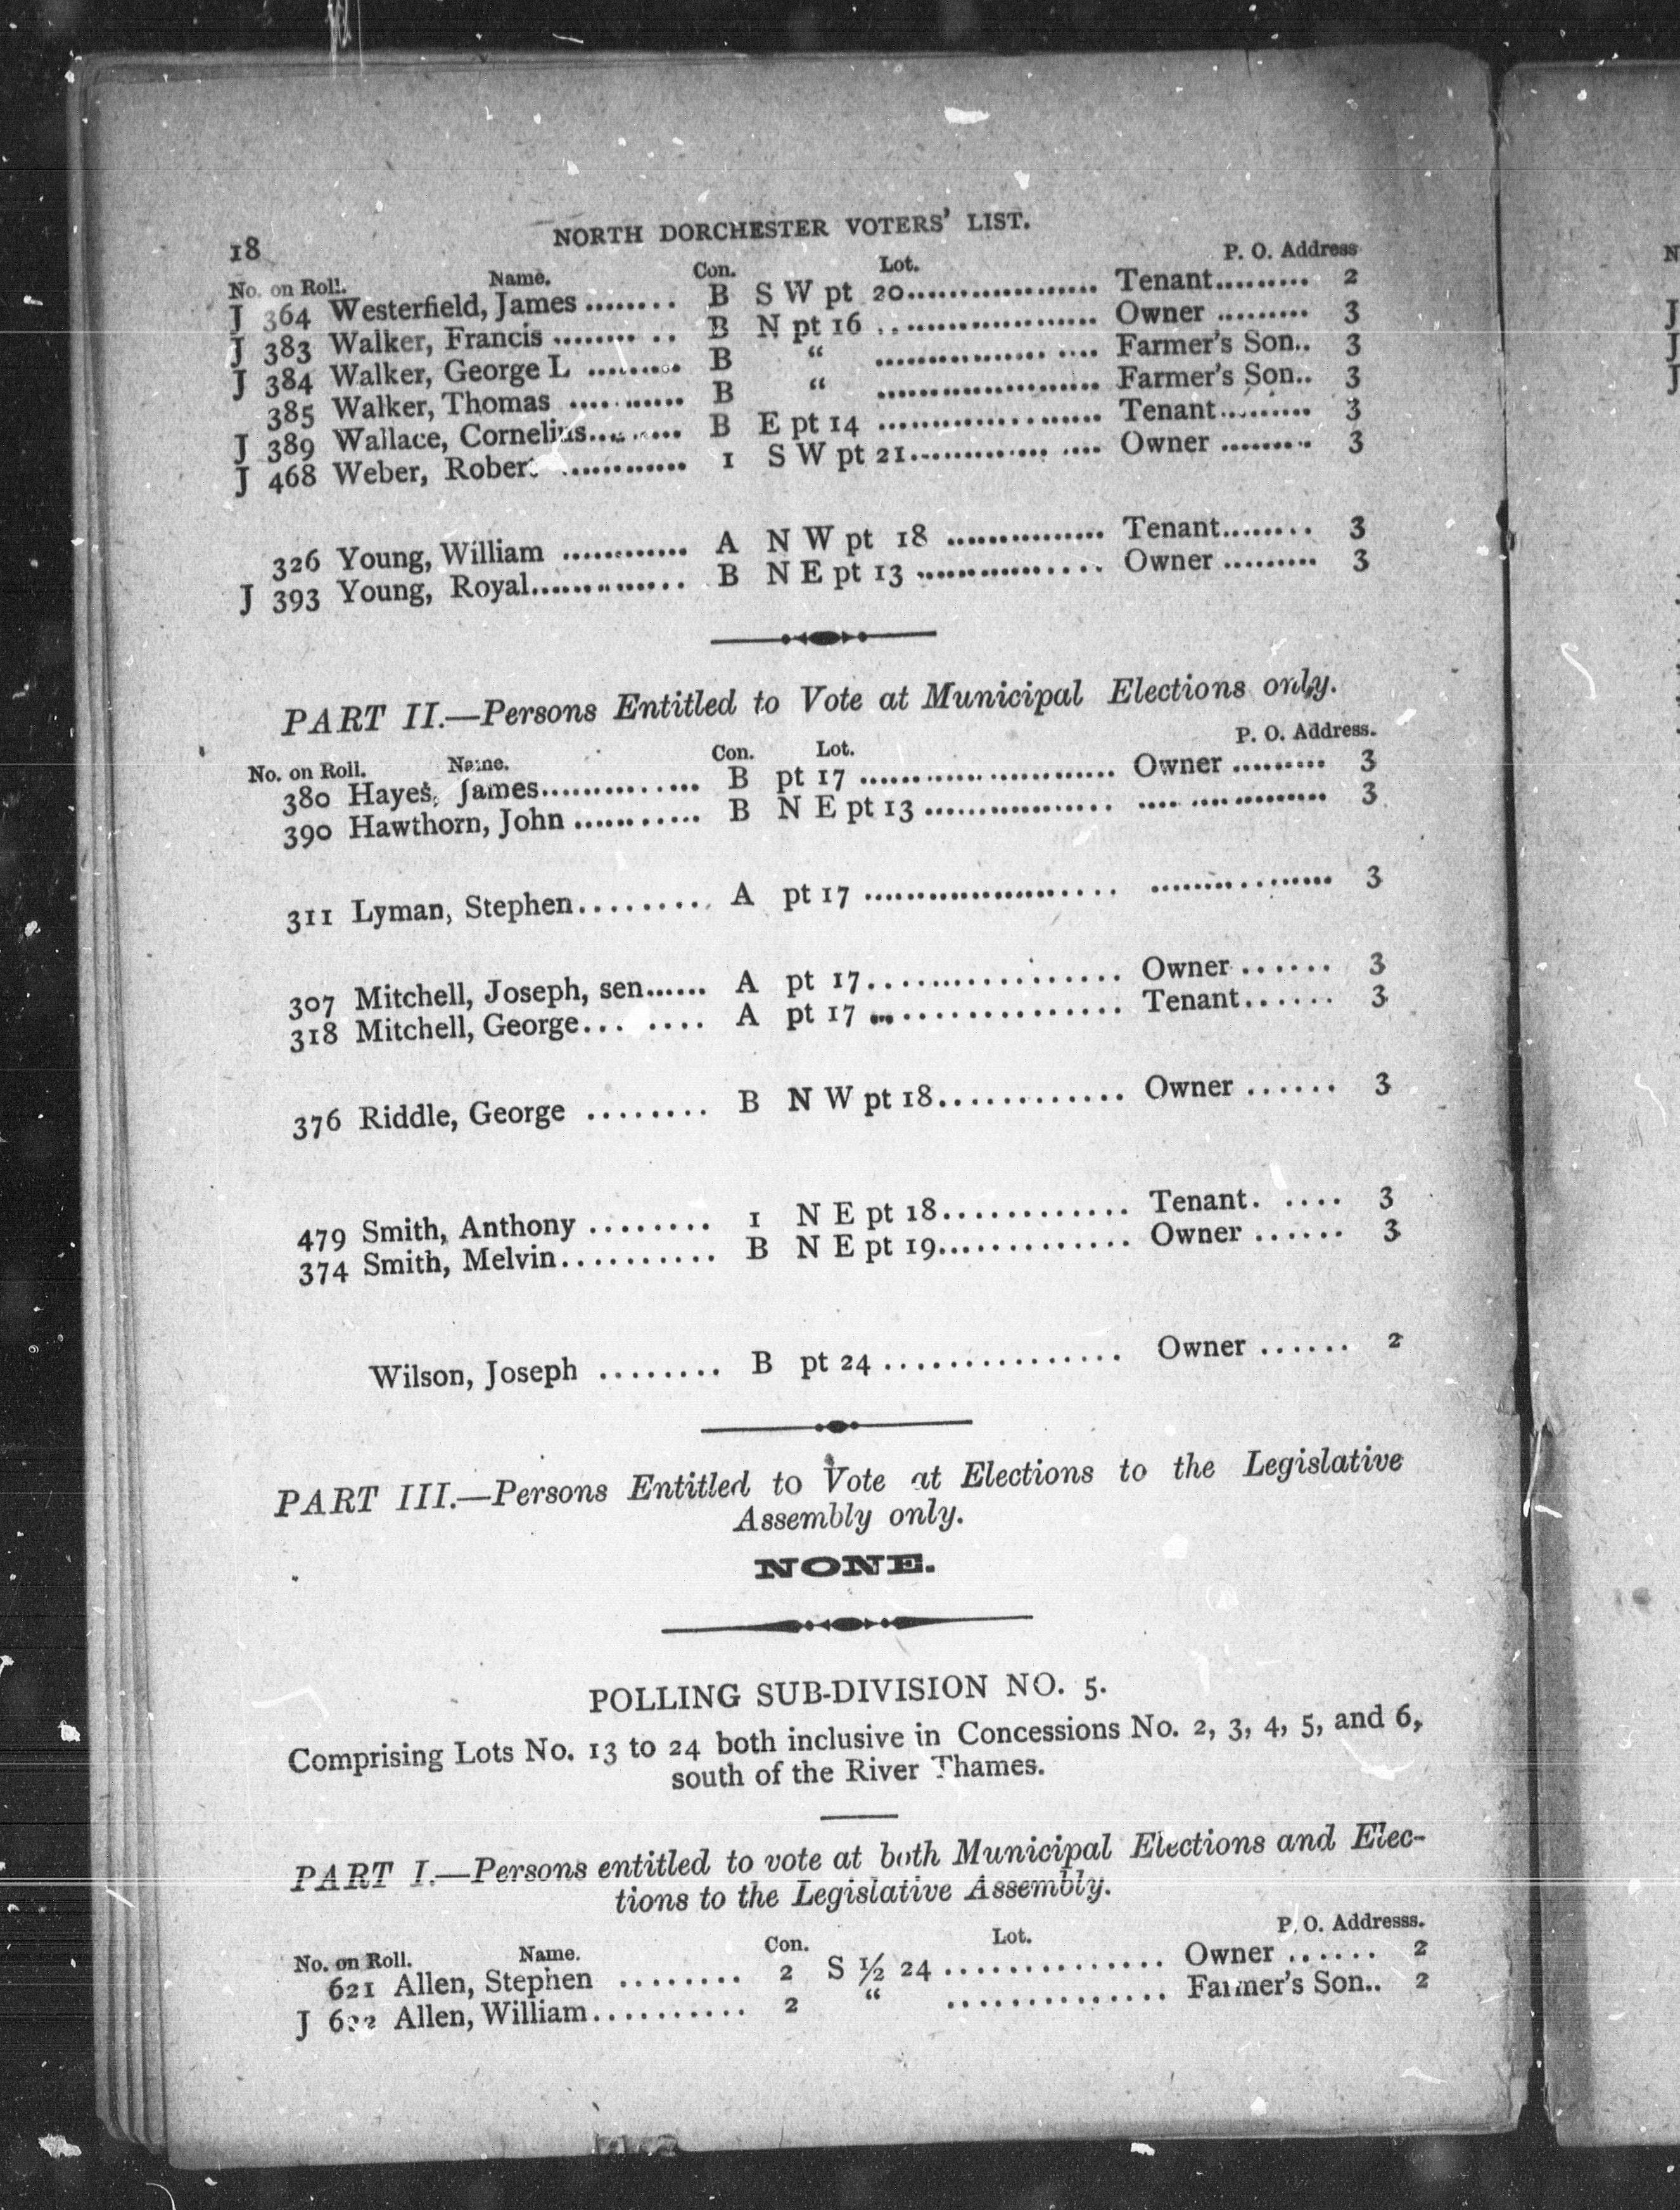 18 NORTH DORCHESTER VOTERS' LIST.
No. on Roll. Name. Con. Lot. P. O. Address
J 364 Westerfield, James ........ B S W pt 20.................. Tenant......... 2
J 383 Walker, Francis ........ .. B N pt 16 .................... Owner ......... 3
J 384 Walker, George L .......... B “ ................ .... Farmer's Son.. 3
385 Walker, Thomas ............ B “ ..................... Farmer's Son.. 3
J 389 Wallace, Cornelius.......... B E pt 14 ..................... Tenant......... 3
J 468 Weber, Robert ............ 1 S W pt 21............. .... Owner ......... 3
326 Young, William ............ A N W pt 18 ............... Tenant........ 3
J 393 Young, Royal.............. B N E pt 13 .................. Owner ......... 3
PART II.—Persons Entitled to Vote at Municipal Elections only.
No. on Roll. Name. Con. Lot. P. O. Address.
380 Hayes, James............... B pt 17 ........................ Owner ......... 3
390 Hawthorn, John ............ B N E pt 13 .................. .... ............. 3
311 Lyman, Stephen......... A pt 17 ........................ ................. 3
307 Mitchell, Joseph, sen...... A pt 17.................. Owner ...... 3
318 Mitchell, George... ..... A pt 17 .................. Tenant...... 3
376 Riddle, George ........ B N W pt 18............. Owner ...... 3
479 Smith, Anthony ........ 1 N E pt 18............. Tenant. .... 3
374 Smith, Melvin.......... B N E pt 19............. Owner ...... 3
Wilson, Joseph ........ B pt 24 ............... Owner ...... 2
PART III.—Persons Entitled to Vote at Elections to the Legislative
Assembly only.
NONE.
POLLING SUB-DIVISION NO. 5.
Comprising Lots No. 13 to 24 both inclusive in Concessions No. 2, 3, 4, 5, and 6,
south of the River Thames.
PART I.—Persons entitled to vote at both Municipal Elections and Elec-
tions to the Legislative Assembly.
No. on Roll. Name. Con. Lot. P. O. Addresss.
621 Allen, Stephen ........ 2 S ½ 24 .............. Owner ...... 2
J 622 Allen, William.......... 2 “ .............. Farmer's Son.. 2